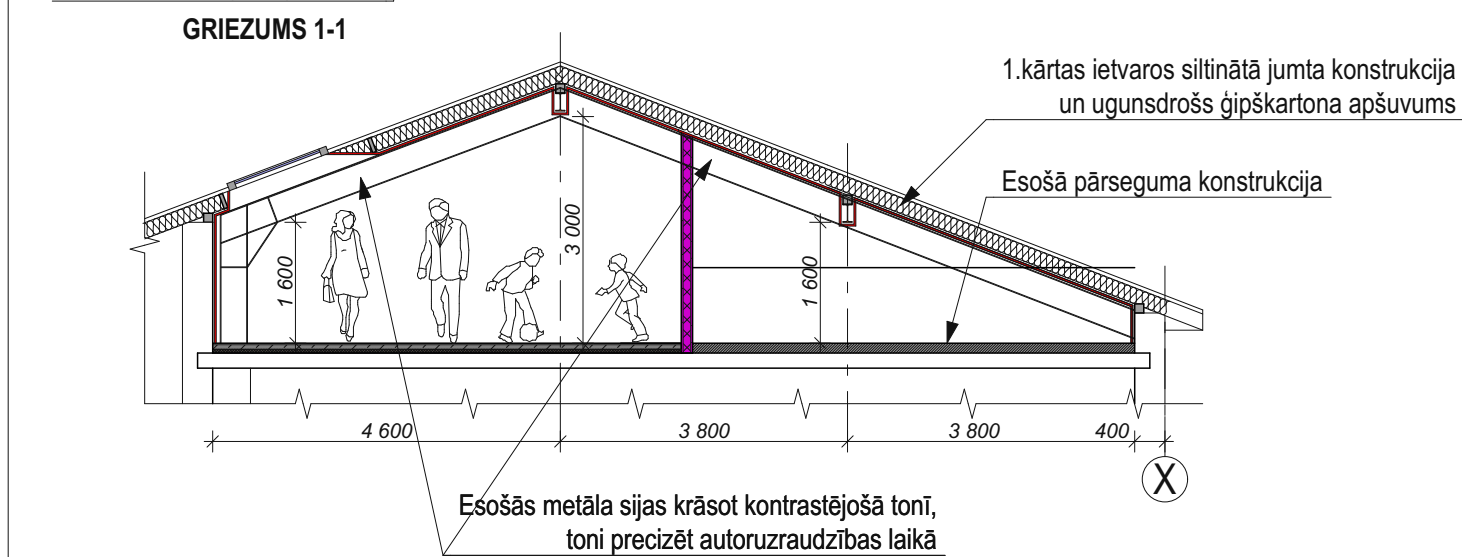 GRIEZUMS 1-1
1.kārtas ietvaros siltinātā jumta konstrukcija
un ugunsdrošs ģipškartona apšuvums
Esošā pārseguma konstrukcija
3 000
1 600
1 600
4 600
3 800
3 800
400
X
Esošās metāla sijas krāsot kontrastējošā tonī,
toni precizēt autoruzraudzības laikā